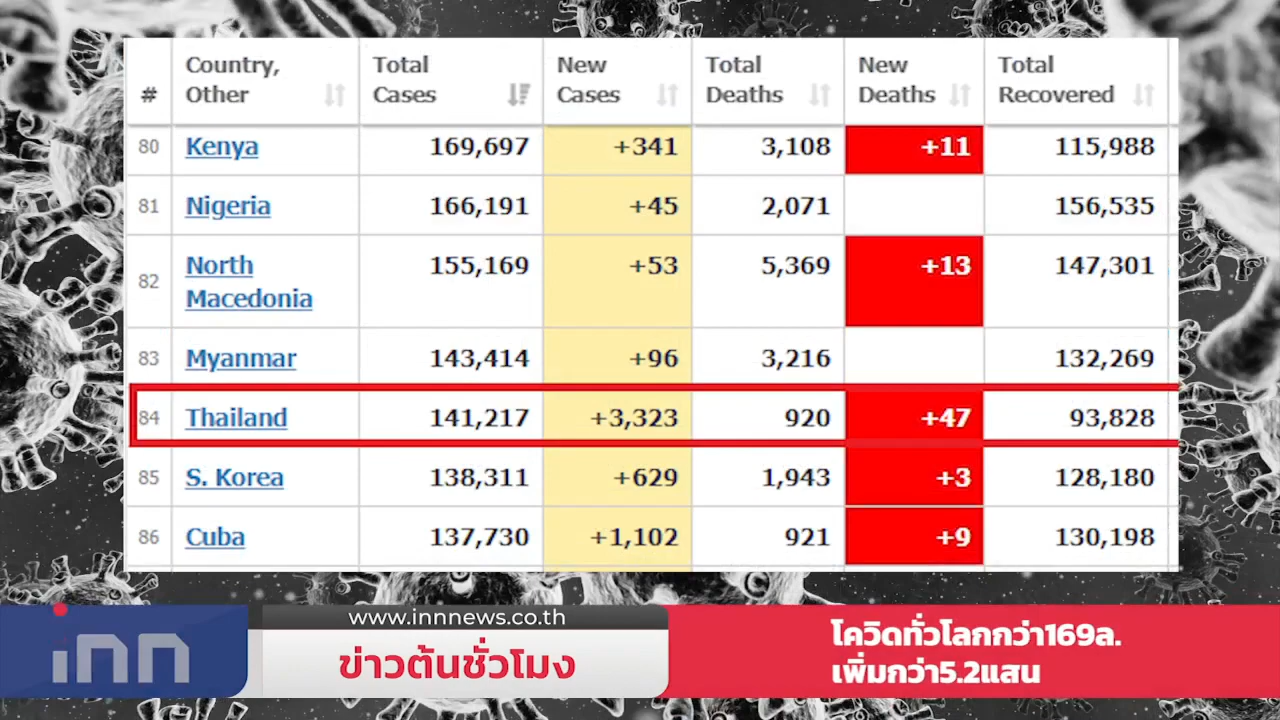 # Country, Other Total Cases New Cases Total Deaths New Deaths Total Recovered
80 Kenya 169,697 +341 3,108 +11 115,988
81 Nigeria 166,191 +45 2,071 156,535
82 North Macedonia 155,169 +53 5,369 +13 147,301
83 Myanmar 143,414 +96 3,216 132,269
84 Thailand 141,217 +3,323 920 +47 93,828
85 S. Korea 138,311 +629 1,943 +3 128,180
86 Cuba 137,730 +1,102 921 +9 130,198
inn
www.innnews.co.th
ข่าวต้นชั่วโมง
โควิดทั่วโลกกว่า169ล.
เพิ่มกว่า5.2แสน